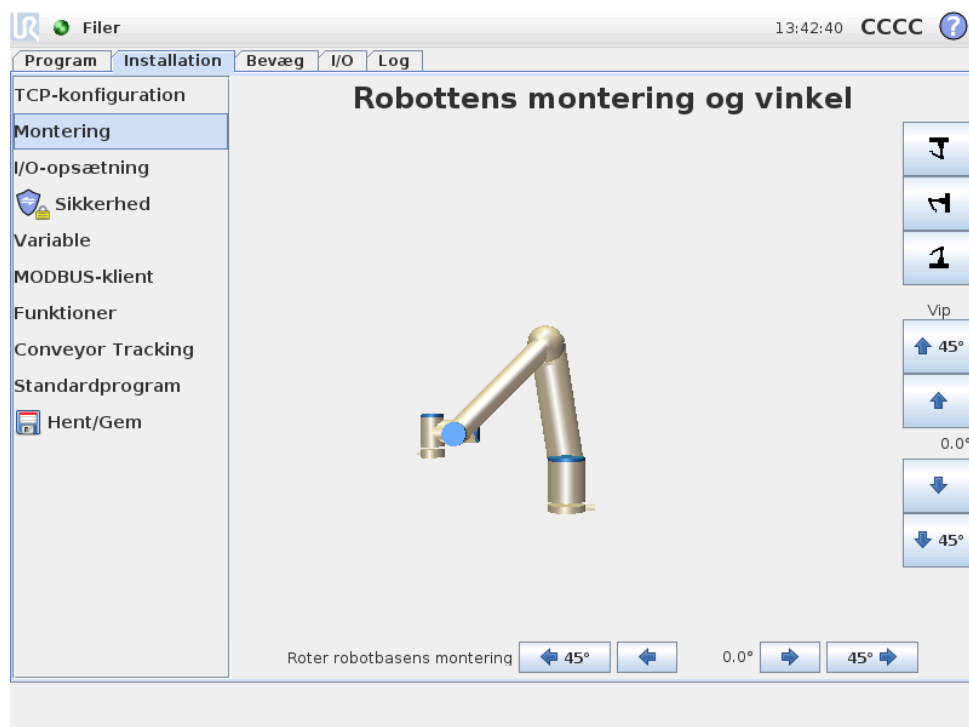 UR Filer 13:42:40 CCCC ?
Program Installation Bevæg I/O Log
TCP-konfiguration
Montering
I/O-opsætning
Sikkerhed
Variable
MODBUS-klient
Funktioner
Conveyor Tracking
Standardprogram
Hent/Gem
Robottens montering og vinkel
Vip
45°
0.0°
45°
Roter robotbasens montering 45° 0.0° 45°